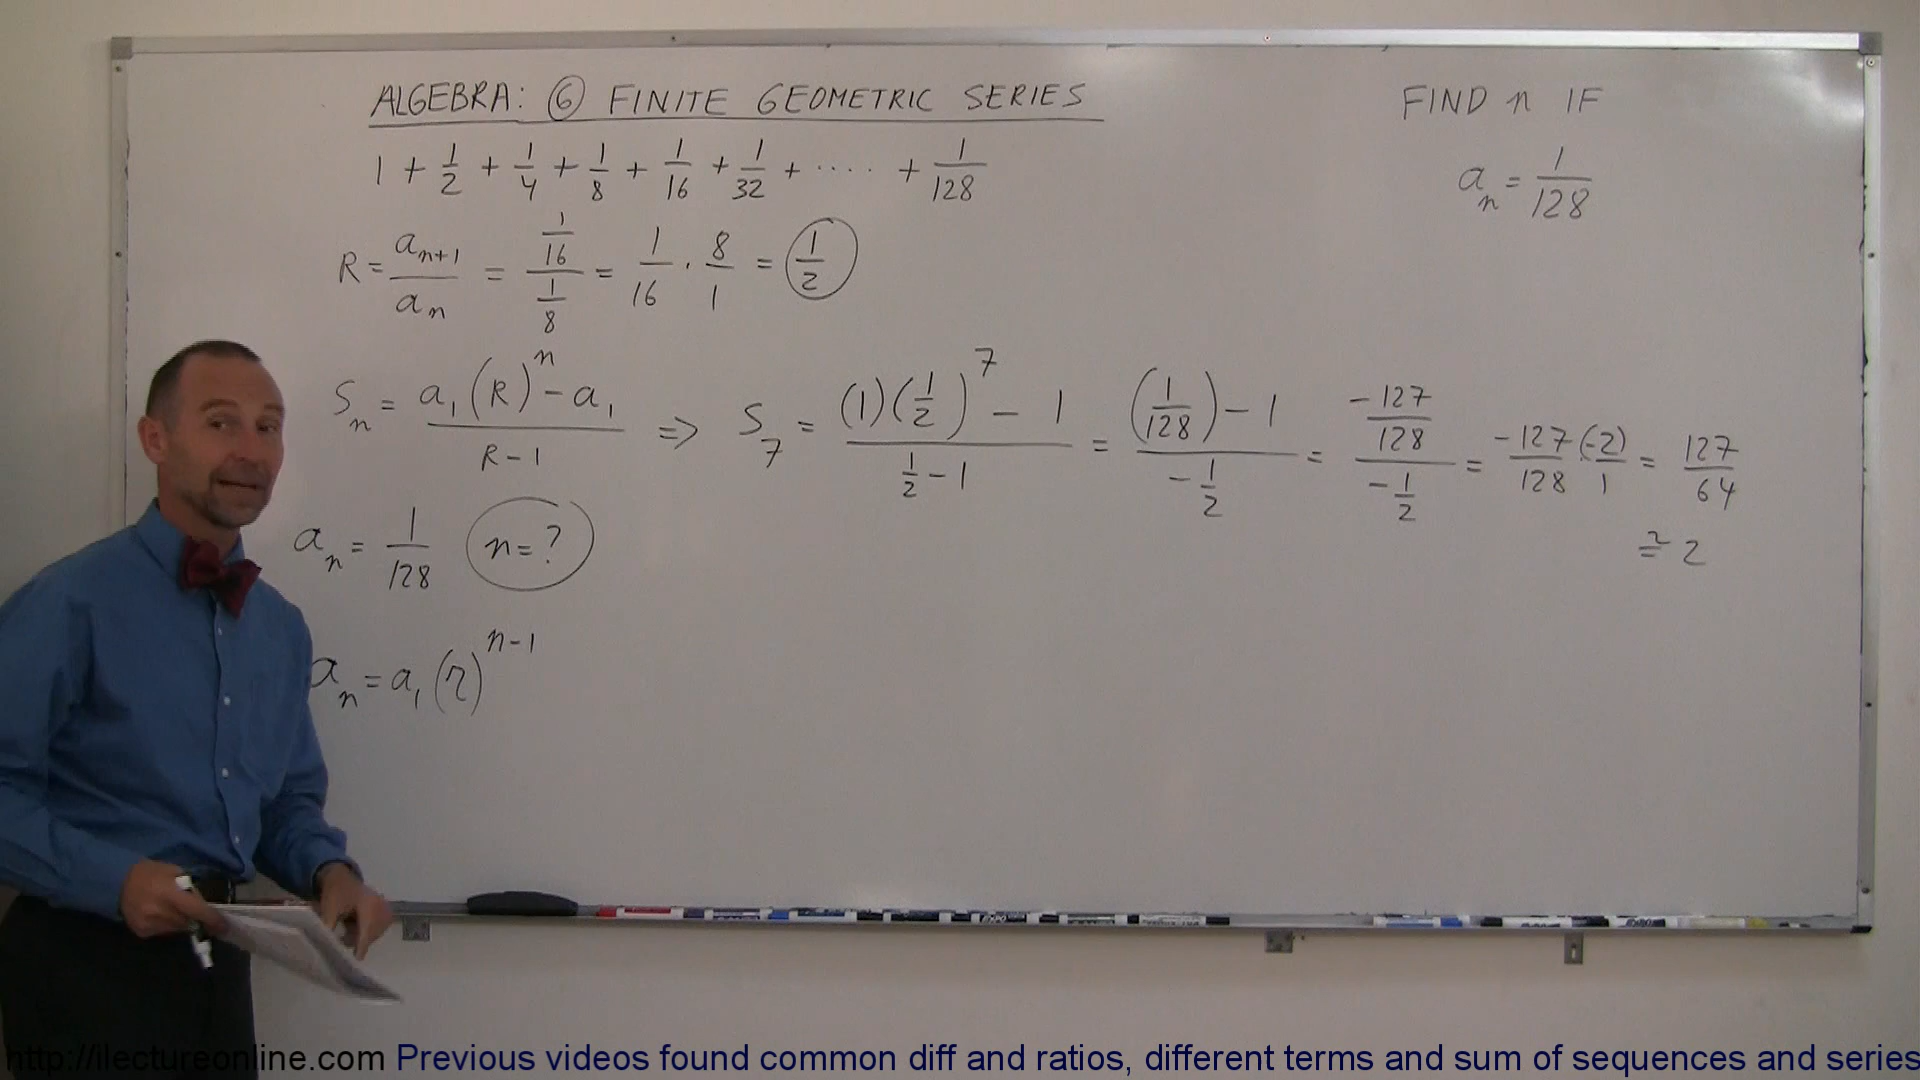 ALGEBRA: ⑥ FINITE GEOMETRIC SERIES
FIND n IF
1 + 1/2 + 1/4 + 1/8 + 1/16 + 1/32 + ..... + 1/128
a_n = 1/128
R = a_{n+1}/a_n = (1/16)/(1/8) = 1/16 · 8/1 = 1/2
S_n = (a_1(R)^n - a_1)/(R-1) => S_7 = ((1)(1/2)^7 - 1)/(1/2 - 1) = ((1/128) - 1)/(-1/2) = (-127/128)/(-1/2) = -127/128 (-2)/1 = 127/64
≈ 2
a_n = 1/128 n=?
a_n = a_1(r)^{n-1}
http://ilectureonline.com Previous videos found common diff and ratios, different terms and sum of sequences and series